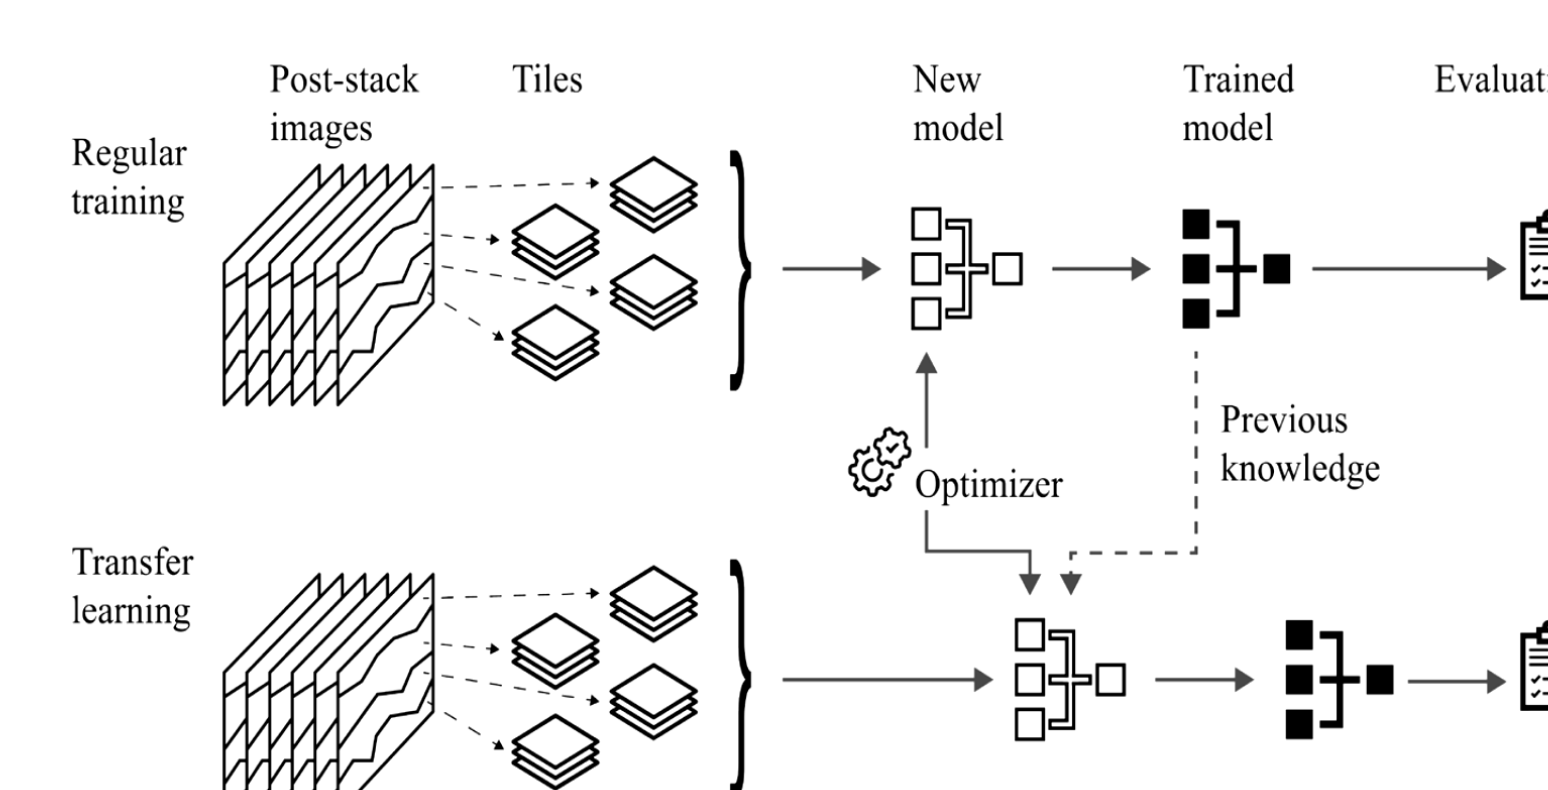 Post-stack
images
Tiles
New
model
Trained
model
Regular
training
Previous
knowledge
Optimizer
Transfer
learning